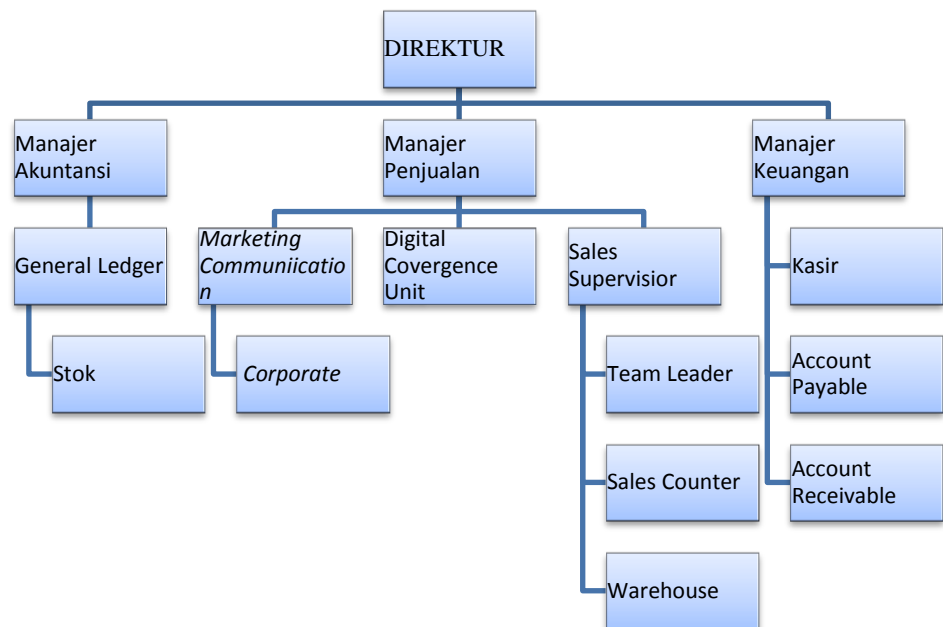 DIREKTUR
Manajer
Akuntansi
Manajer
Penjualan
Manajer
Keuangan
General Ledger
Marketing
Communiicatio
n
Digital
Covergence
Unit
Sales
Supervisior
Kasir
Stok
Corporate
Team Leader
Account
Payable
Sales Counter
Account
Receivable
Warehouse